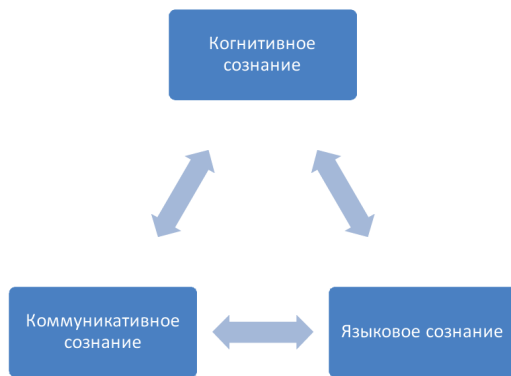 Когнитивное
сознание
Коммуникативное
сознание
Языковое сознание